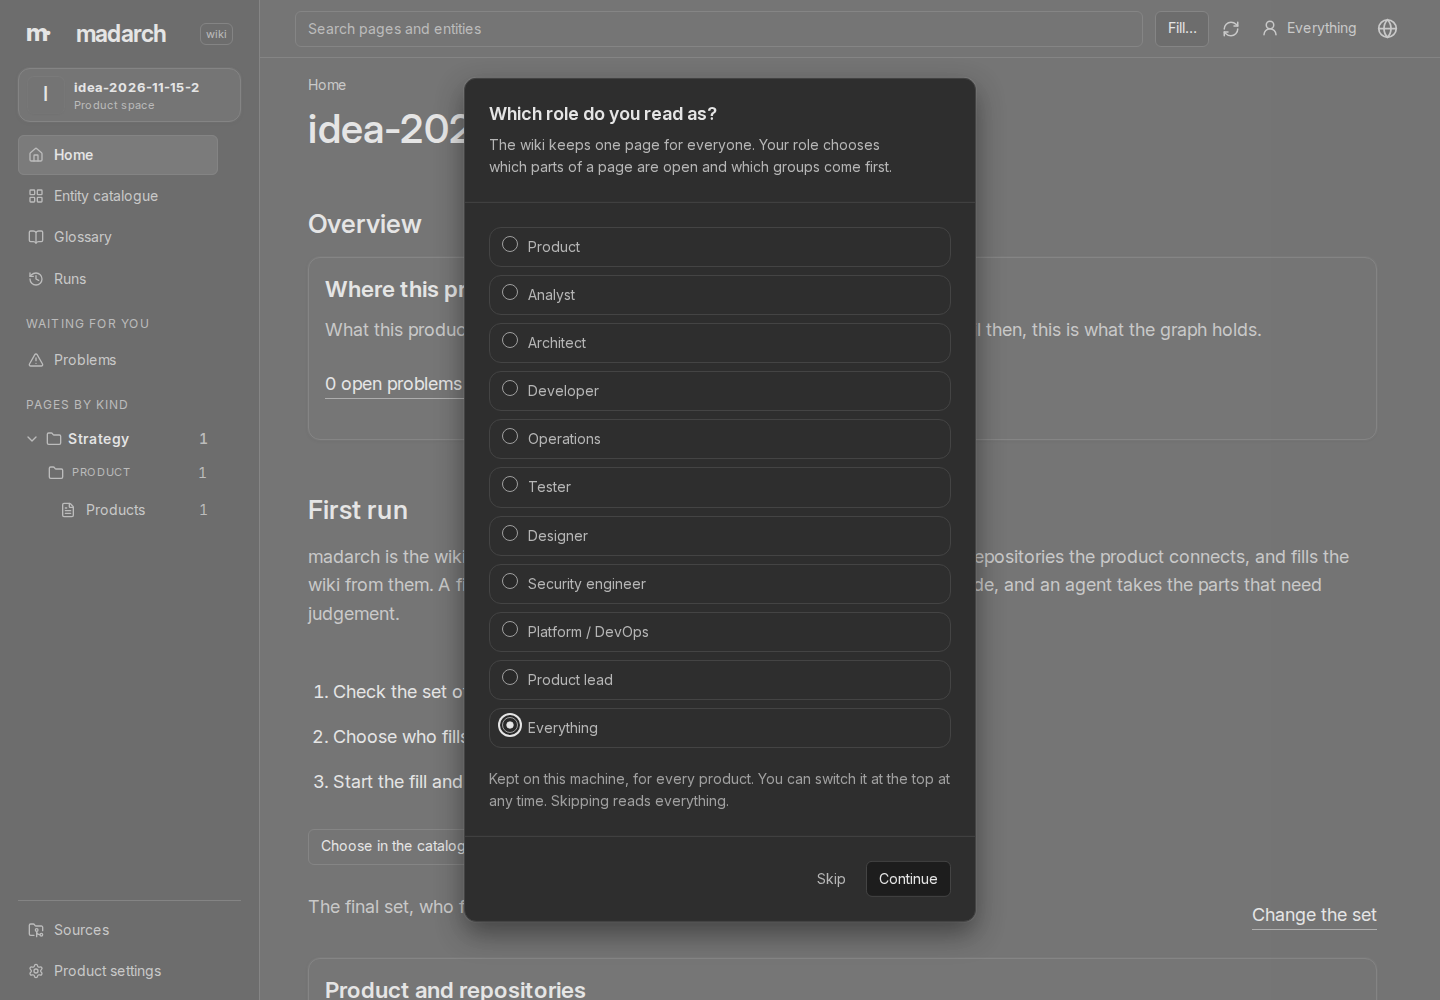 m·
madarch
wiki
I
idea-2026-11-15-2
Product space
Home
Entity catalogue
Glossary
Runs
WAITING FOR YOU
Problems
PAGES BY KIND
Strategy 1
PRODUCT 1
Products 1
Sources
Product settings
Search pages and entities
Fill...
Everything
Home
idea-202
Overview
Where this pr
What this produc
l then, this is what the graph holds.
0 open problems
First run
madarch is the wiki
epositories the product connects, and fills the
wiki from them. A fi
de, and an agent takes the parts that need
judgement.
1. Check the set o
2. Choose who fills
3. Start the fill and
Choose in the catalog
The final set, who f
Change the set
Product and repositories
Which role do you read as?
The wiki keeps one page for everyone. Your role chooses
which parts of a page are open and which groups come first.
Product
Analyst
Architect
Developer
Operations
Tester
Designer
Security engineer
Platform / DevOps
Product lead
Everything
Kept on this machine, for every product. You can switch it at the top at
any time. Skipping reads everything.
Skip
Continue